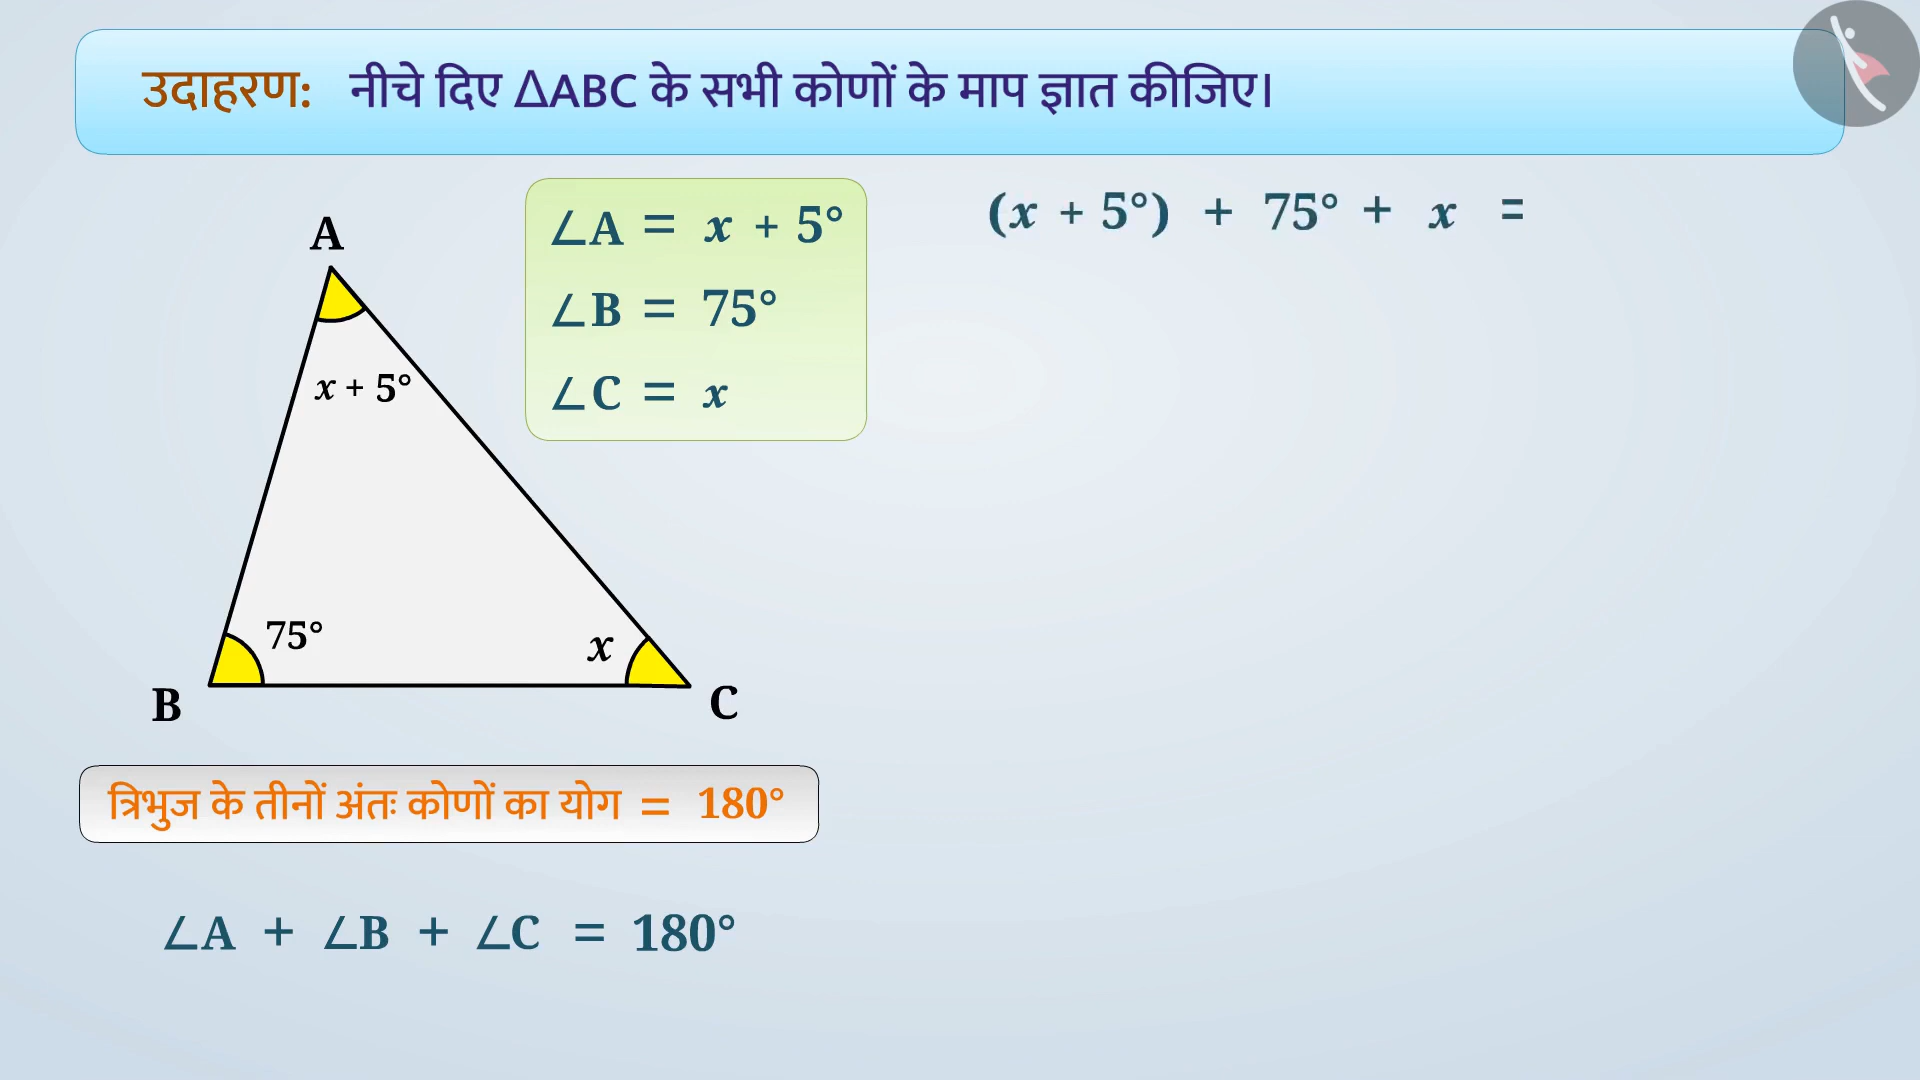 उदाहरण: नीचे दिए ΔABC के सभी कोणों के माप ज्ञात कीजिए।
∠A = x + 5°
∠B = 75°
∠C = x
(x + 5°) + 75° + x =
A
x + 5°
75°
x
B
C
त्रिभुज के तीनों अंतः कोणों का योग = 180°
∠A + ∠B + ∠C = 180°